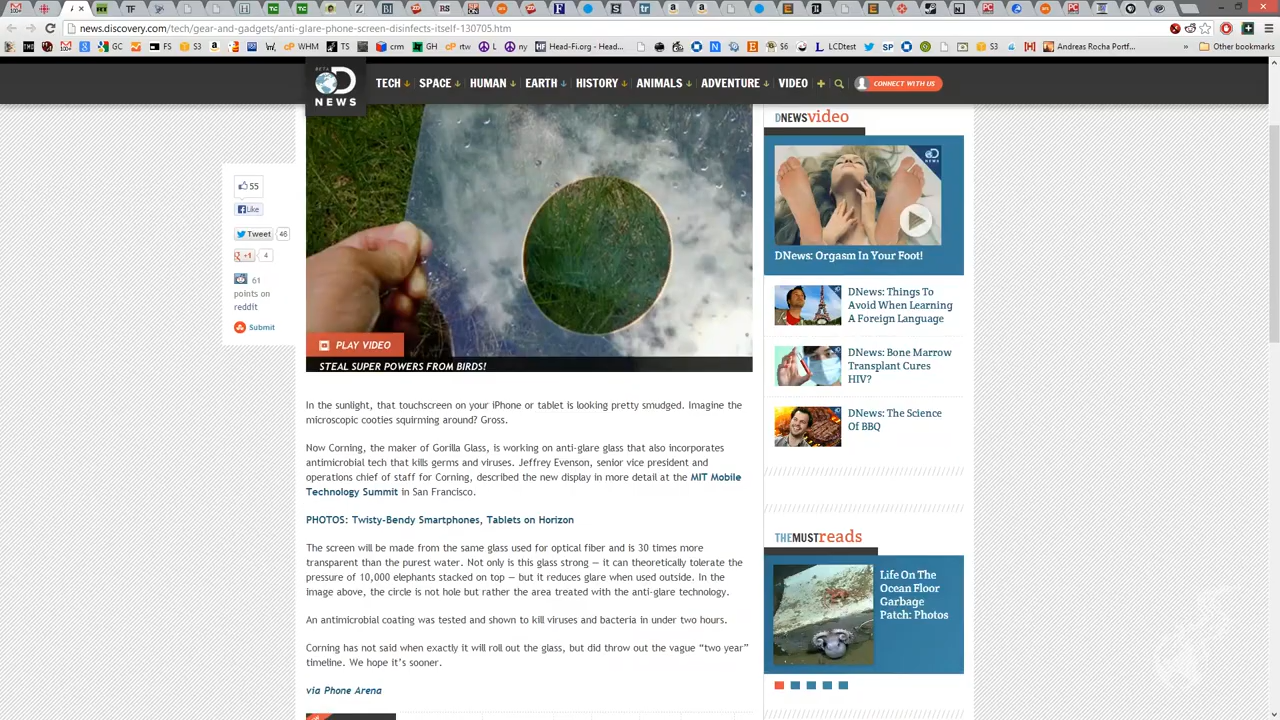 news.discovery.com/tech/gear-and-gadgets/anti-glare-phone-screen-disinfects-itself-130705.htm
GC
FS
WHM
TS
GH
rtw
L
Head-Fi.org - Head...
S6
LCDtest
SP
S3
Andreas Rocha Portf...
Other bookmarks
BETA
D
NEWS
TECH SPACE HUMAN EARTH HISTORY ANIMALS ADVENTURE VIDEO
CONNECT WITH US
55
Like
Tweet 46
+1 4
61
points on
reddit
Submit
PLAY VIDEO
STEAL SUPER POWERS FROM BIRDS!
In the sunlight, that touchscreen on your iPhone or tablet is looking pretty smudged. Imagine the
microscopic cooties squirming around? Gross.
Now Corning, the maker of Gorilla Glass, is working on anti-glare glass that also incorporates
antimicrobial tech that kills germs and viruses. Jeffrey Evenson, senior vice president and
operations chief of staff for Corning, described the new display in more detail at the MIT Mobile
Technology Summit in San Francisco.
PHOTOS: Twisty-Bendy Smartphones, Tablets on Horizon
The screen will be made from the same glass used for optical fiber and is 30 times more
transparent than the purest water. Not only is this glass strong — it can theoretically tolerate the
pressure of 10,000 elephants stacked on top — but it reduces glare when used outside. In the
image above, the circle is not hole but rather the area treated with the anti-glare technology.
An antimicrobial coating was tested and shown to kill viruses and bacteria in under two hours.
Corning has not said when exactly it will roll out the glass, but did throw out the vague “two year”
timeline. We hope it’s sooner.
via Phone Arena
DNEWSvideo
DNews: Orgasm In Your Foot!
DNews: Things To
Avoid When Learning
A Foreign Language
DNews: Bone Marrow
Transplant Cures
HIV?
DNews: The Science
Of BBQ
THEMUSTreads
Life On The
Ocean Floor
Garbage
Patch: Photos